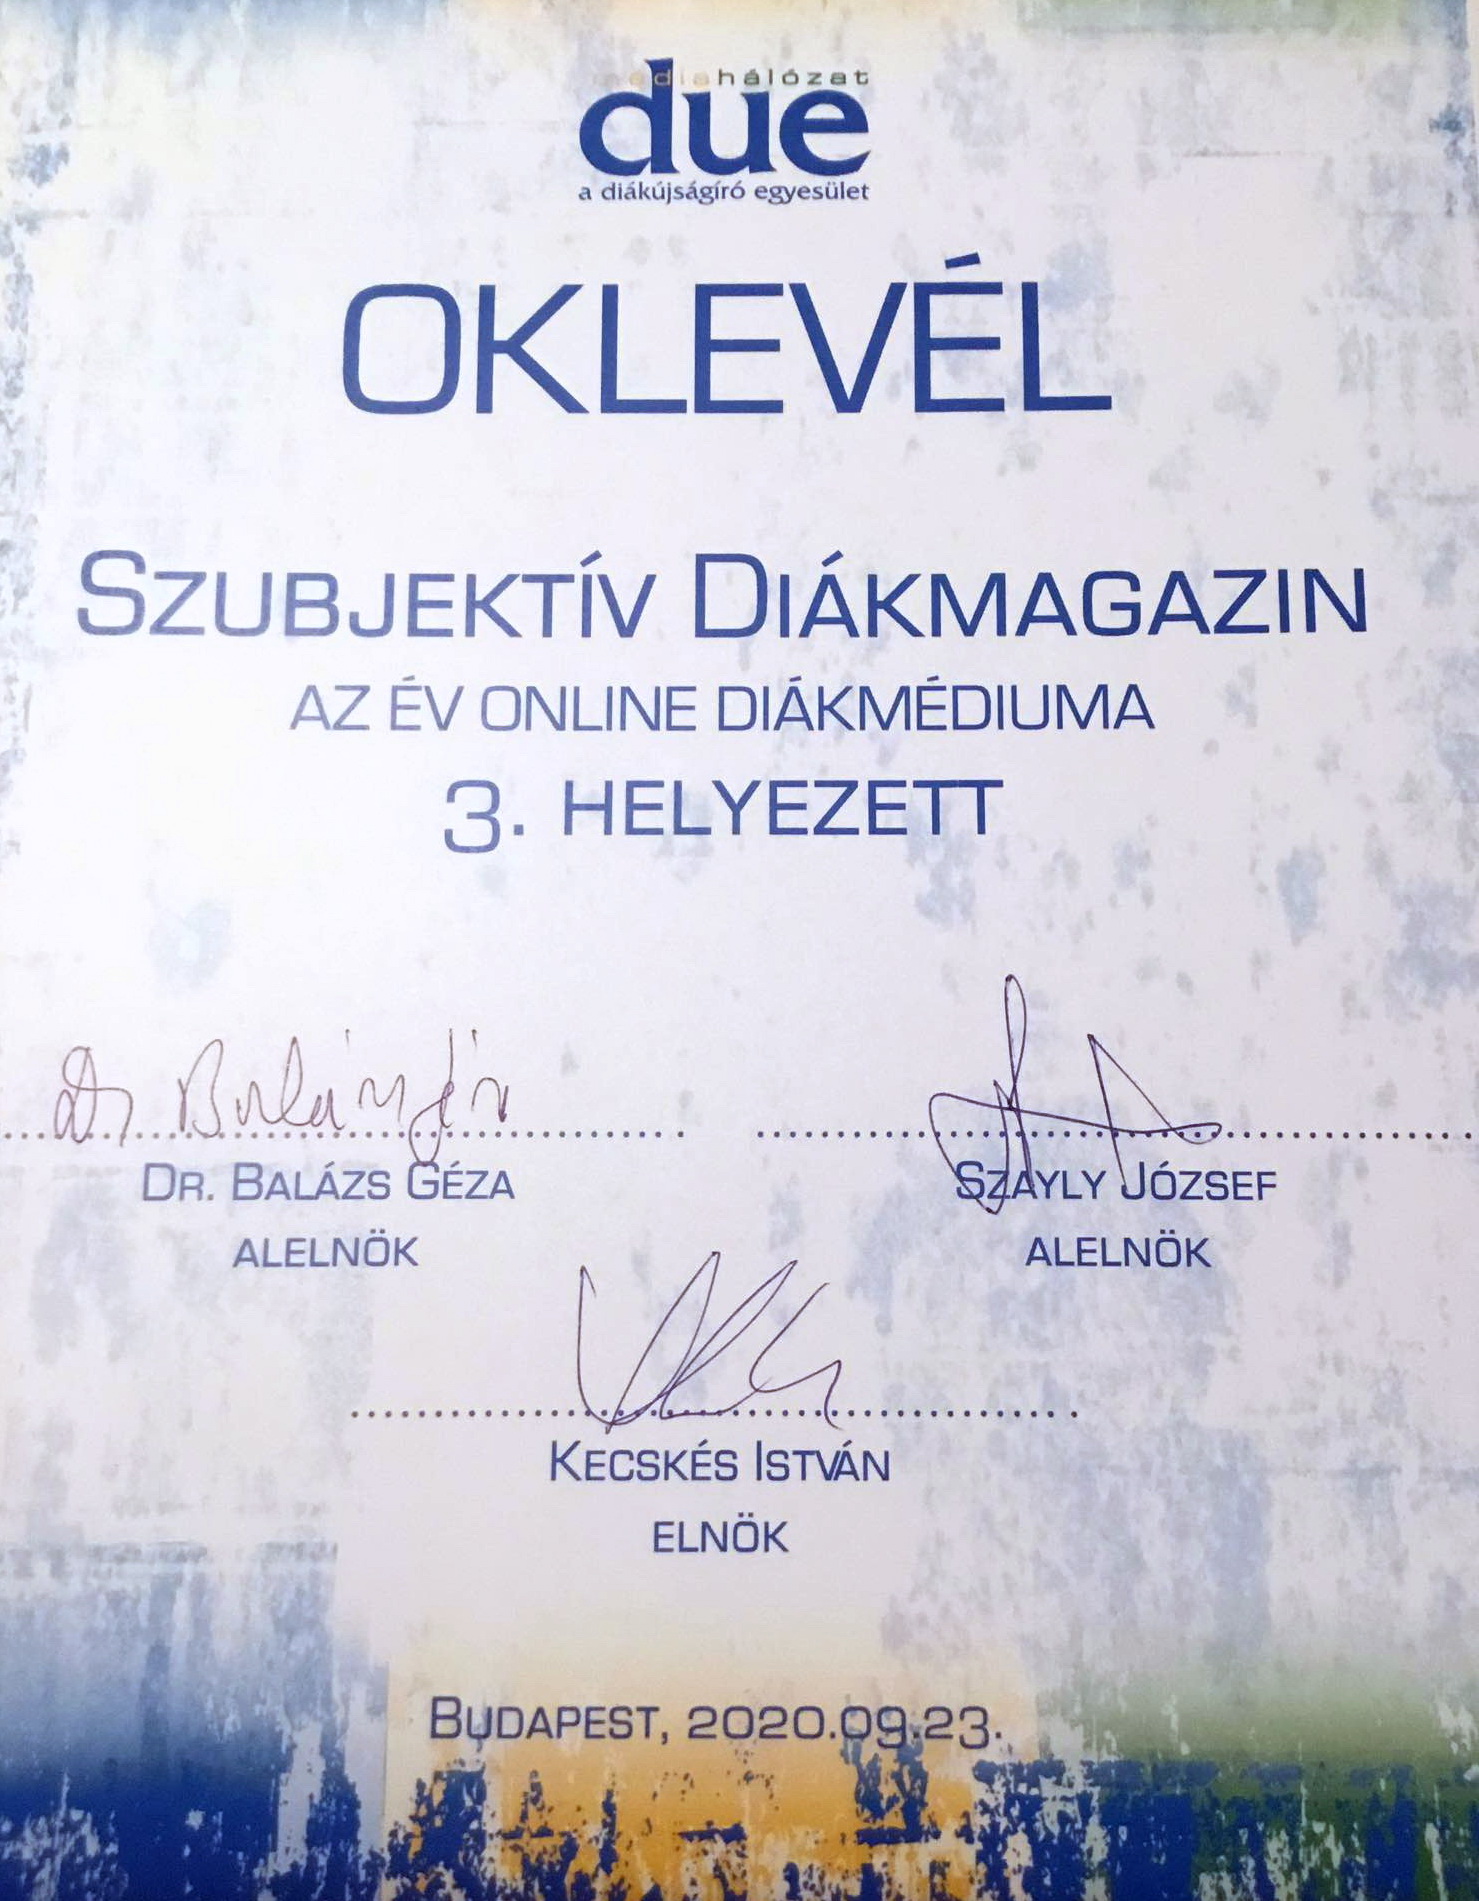 médiahálózat
due
a diákújságíró egyesület
OKLEVÉL
SZUBJEKTÍV DIÁKMAGAZIN
AZ ÉV ONLINE DIÁKMÉDIUMA
3. HELYEZETT
DR. BALÁZS GÉZA
ALELNÖK
SZAYLY JÓZSEF
ALELNÖK
KECSKÉS ISTVÁN
ELNÖK
BUDAPEST, 2020.09.23.